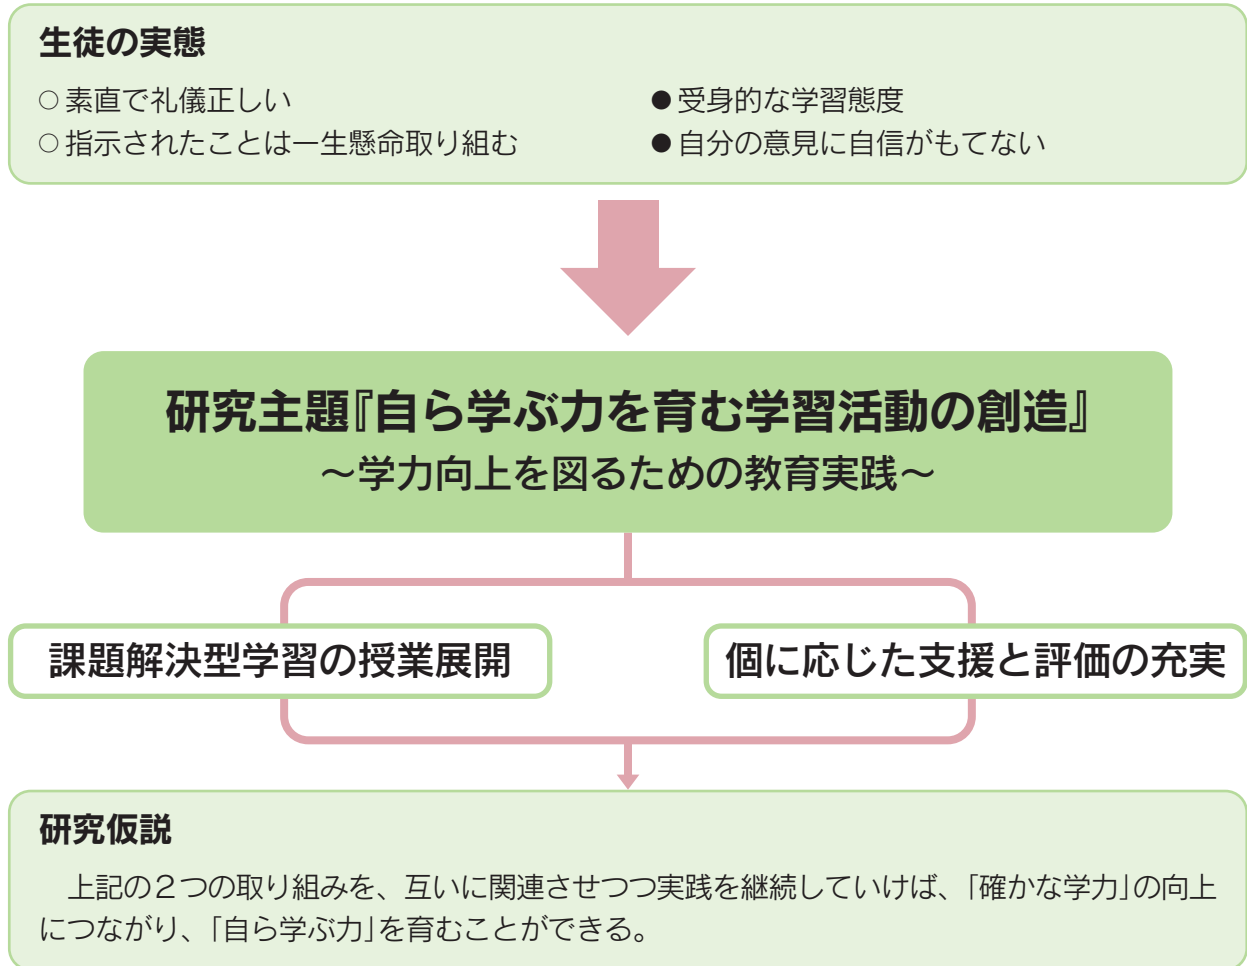 生徒の実態
○素直で礼儀正しい
○指示されたことは一生懸命取り組む
●受身的な学習態度
●自分の意見に自信がもてない
研究主題『自ら学ぶ力を育む学習活動の創造』
〜学力向上を図るための教育実践〜
課題解決型学習の授業展開
個に応じた支援と評価の充実
研究仮説
上記の２つの取り組みを、互いに関連させつつ実践を継続していけば、「確かな学力」の向上
につながり、「自ら学ぶ力」を育むことができる。